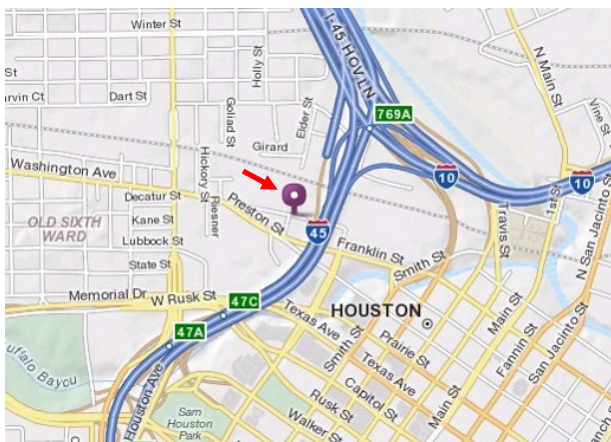 Winter St
I-45 HOV LN
N Main St
St
Holly St
arvin Ct
Dart St
Goliad St
Elder St
769A
Vine St
Girard
Washington Ave
Hickory St
10
10
Decatur St
Riesner
Preston St
1st St
N San Jacinto St
OLD SIXTH
WARD
Kane St
45
Travis St
Lubbock St
Franklin St
State St
Smith St
Memorial Dr
W Rusk St
47C
Texas Ave
HOUSTON
Main St
47A
Smith St
Prairie St
Fannin St
San Jacinto St
uffalo Bayou
Houston Ave
Texas Ave
Capitol St
Main St
Sam
Houston
Park
Rusk St
Walker St